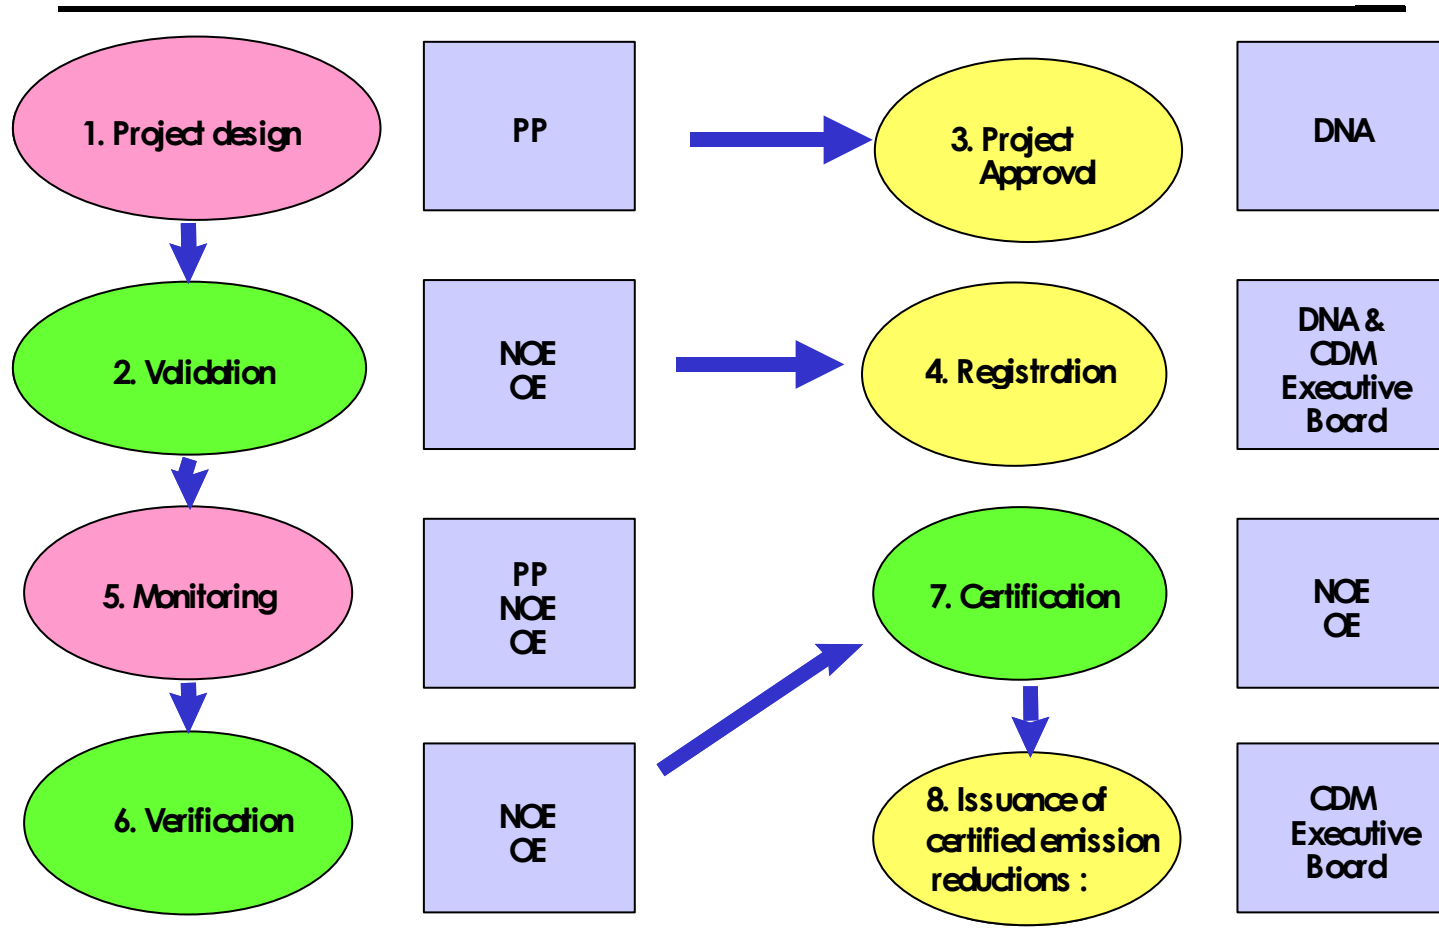 1. Project design
PP
3. Project
Approval
DNA
2. Validation
NOE
OE
4. Registration
DNA &
CDM
Executive
Board
5. Monitoring
PP
NOE
OE
7. Certification
NOE
OE
6. Verification
NOE
OE
8. Issuance of
certified emission
reductions :
CDM
Executive
Board